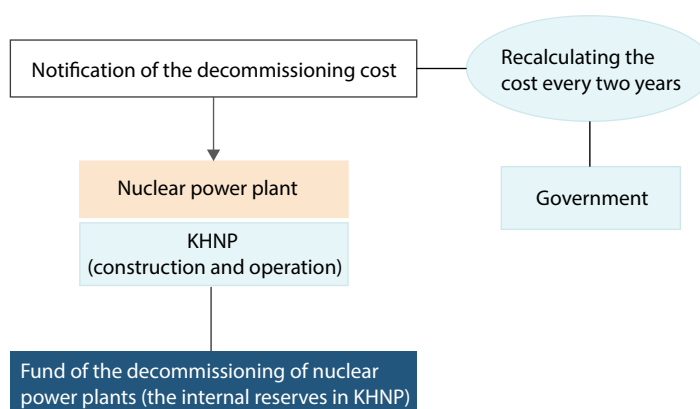 Notification of the decommissioning cost
Recalculating the
cost every two years
Nuclear power plant
Government
KHNP
(construction and operation)
Fund of the decommissioning of nuclear
power plants (the internal reserves in KHNP)